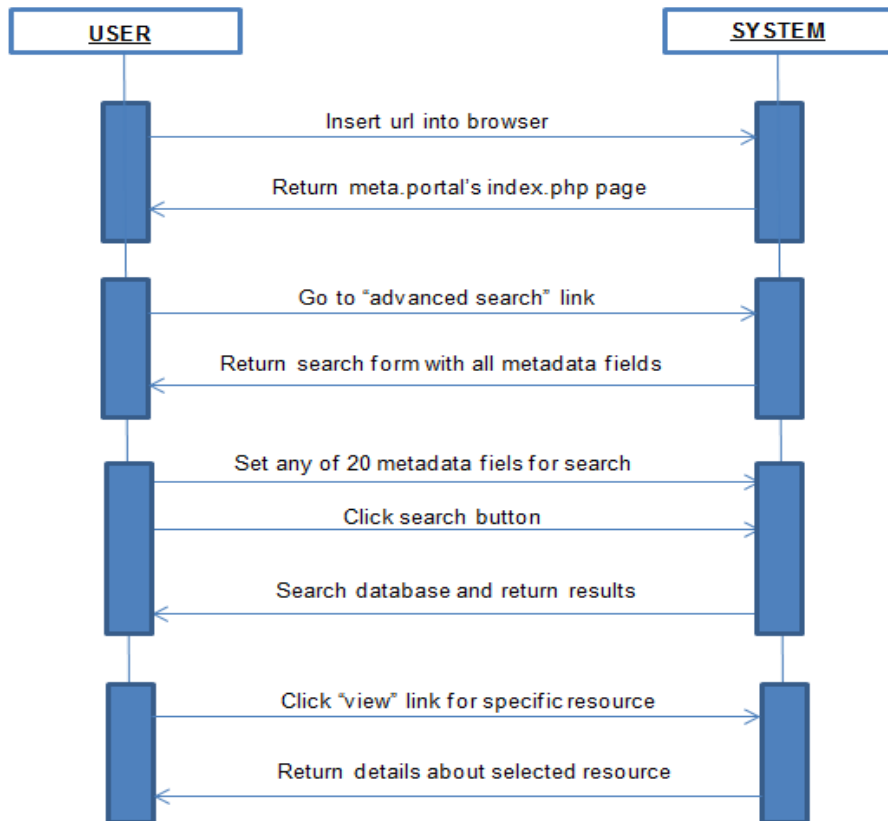 USER
SYSTEM
Insert url into browser
Return meta.portal’s index.php page
Go to “advanced search” link
Return search form with all metadata fields
Set any of 20 metadata fiels for search
Click search button
Search database and return results
Click “view” link for specific resource
Return details about selected resource